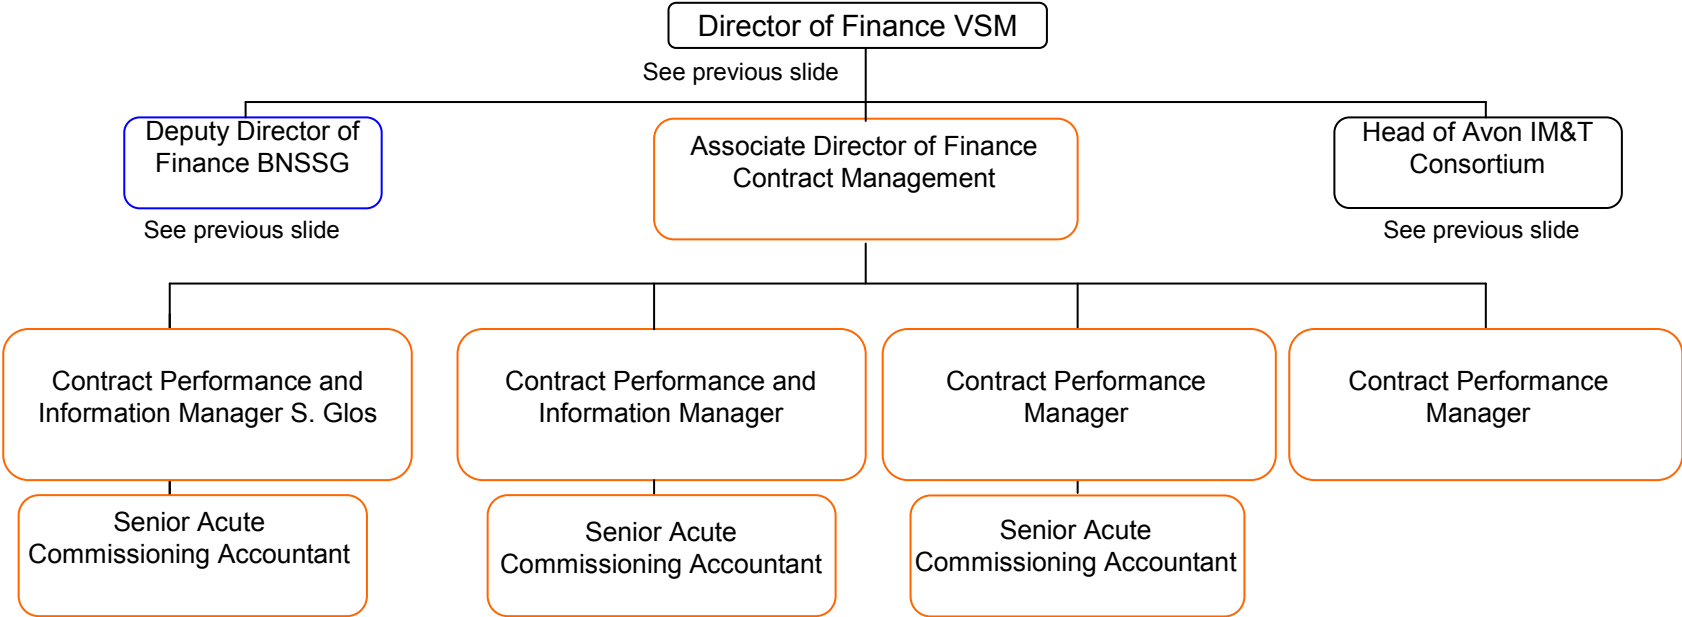 Director of Finance VSM
See previous slide
Deputy Director of
Finance BNSSG
Associate Director of Finance
Contract Management
Head of Avon IM&T
Consortium
See previous slide
See previous slide
Contract Performance and
Information Manager S. Glos
Contract Performance and
Information Manager
Contract Performance
Manager
Contract Performance
Manager
Senior Acute
Commissioning Accountant
Senior Acute
Commissioning Accountant
Senior Acute
Commissioning Accountant